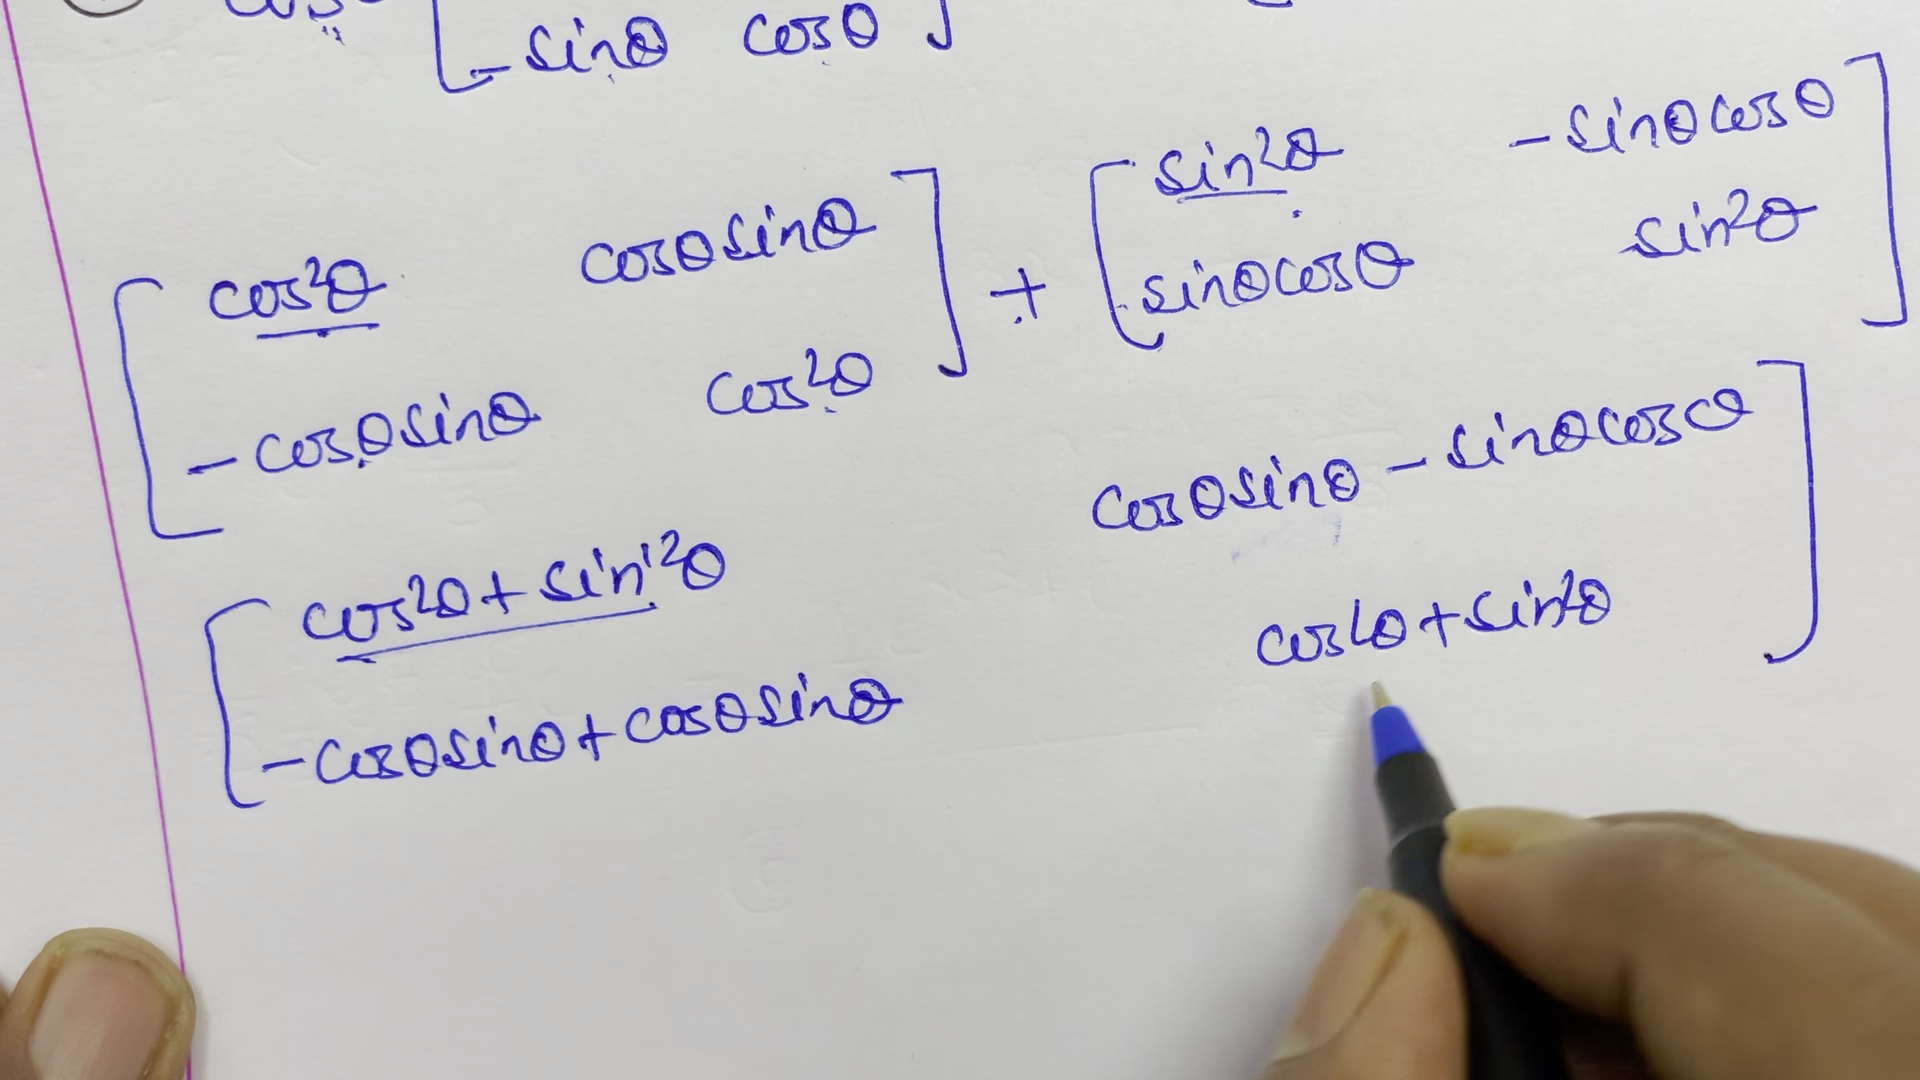 - sinθ cosθ ]
[ cos²θ cosθsinθ ] + [ sin²θ -sinθcosθ ]
[ -cosθsinθ cos²θ ] [ sinθcosθ sin²θ ]
[ cos²θ + sin²θ cosθsinθ - sinθcosθ ]
[ -cosθsinθ + cosθsinθ cos²θ + sin²θ ]